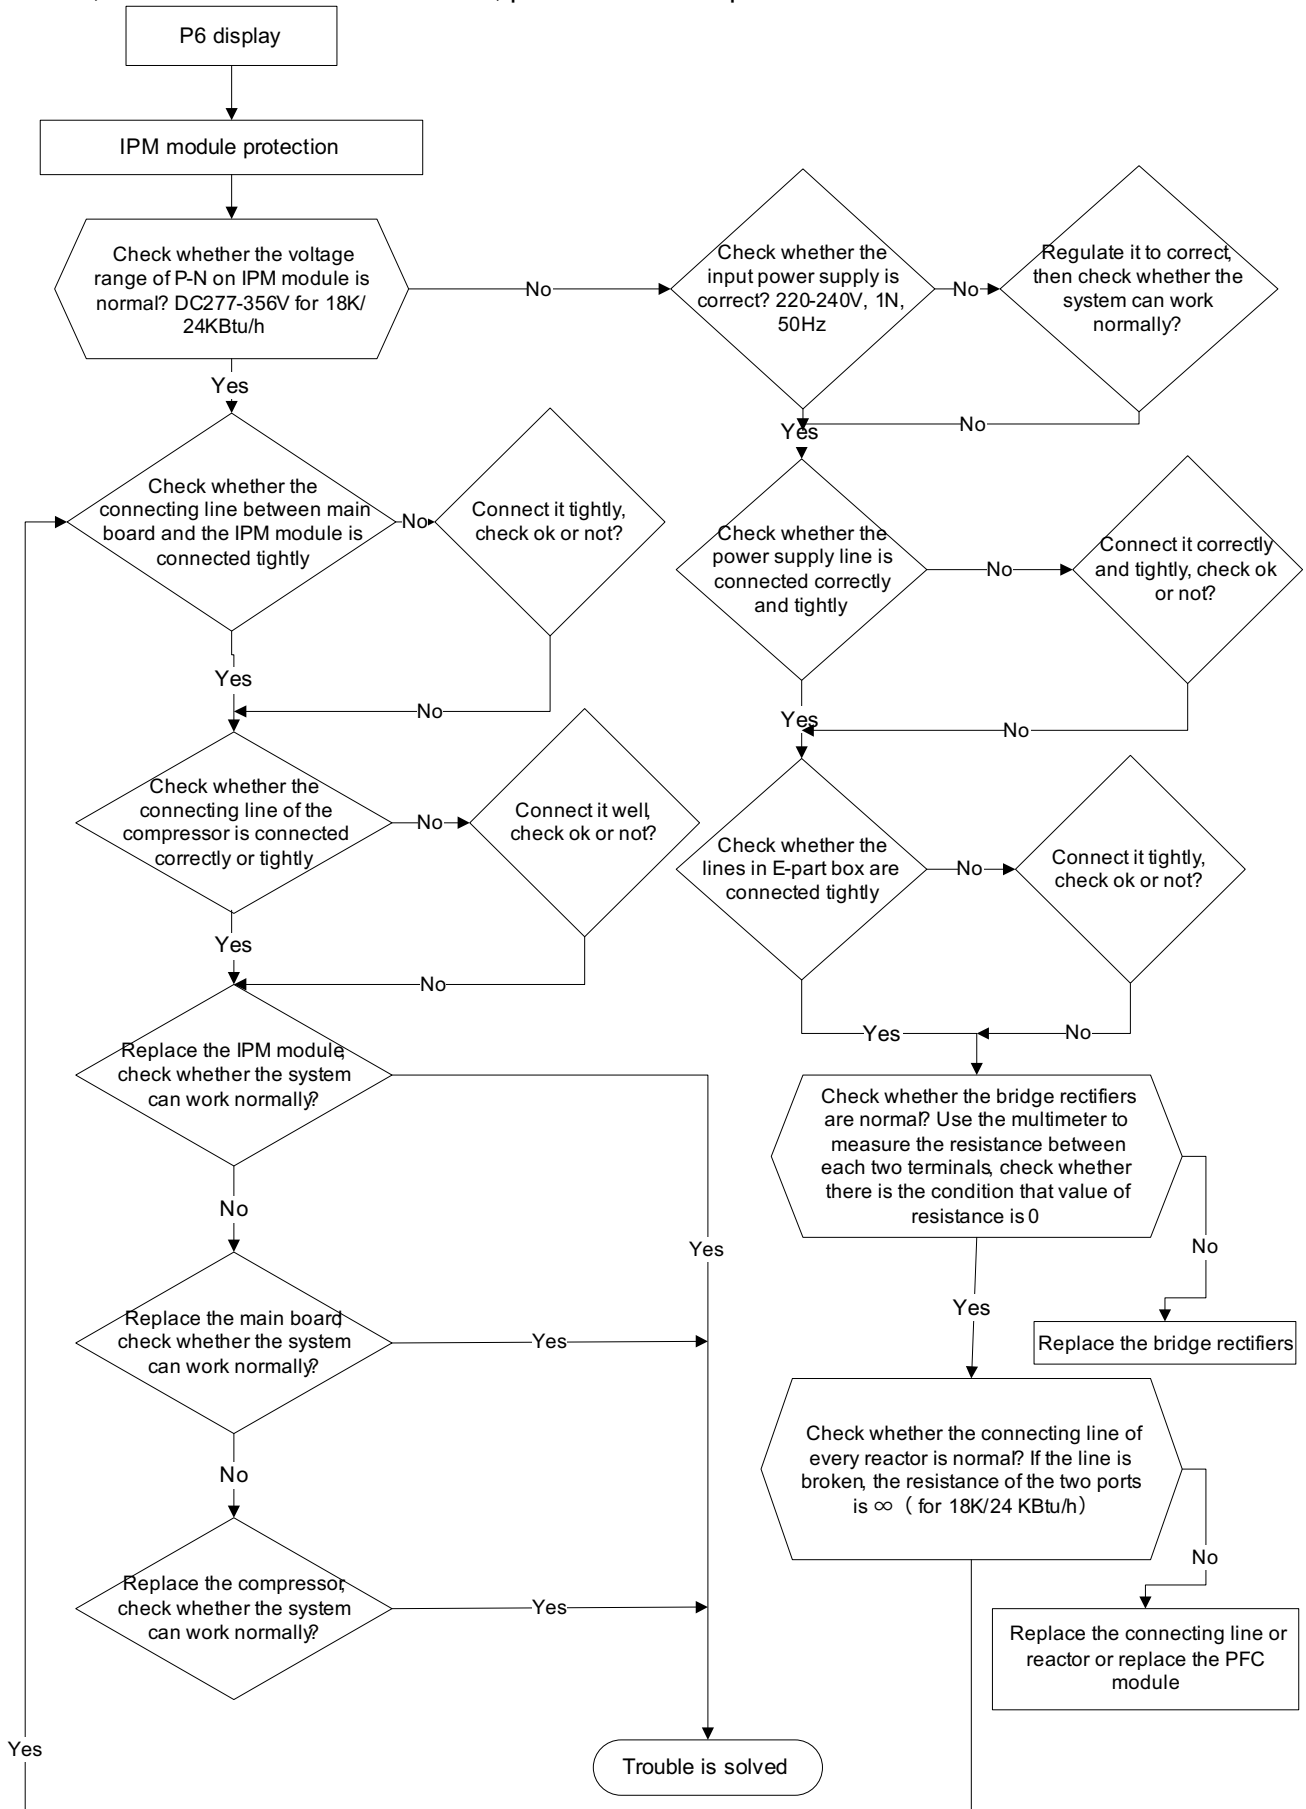 P6 display
IPM module protection
Check whether the voltage
range of P-N on IPM module is
normal? DC277-356V for 18K/
24KBtu/h
No
Check whether the
input power supply is
correct? 220-240V, 1N,
50Hz
No
Regulate it to correct,
then check whether the
system can work
normally?
Yes
No
Yes
Check whether the
connecting line between main
board and the IPM module is
connected tightly
No
Connect it tightly,
check ok or not?
Check whether the
power supply line is
connected correctly
and tightly
No
Connect it correctly
and tightly, check ok
or not?
Yes
No
Yes
No
Check whether the
connecting line of the
compressor is connected
correctly or tightly
No
Connect it well,
check ok or not?
Check whether the
lines in E-part box are
connected tightly
No
Connect it tightly,
check ok or not?
Yes
No
Yes
No
Replace the IPM module,
check whether the system
can work normally?
Check whether the bridge rectifiers
are normal? Use the multimeter to
measure the resistance between
each two terminals, check whether
there is the condition that value of
resistance is 0
No
Yes
No
Yes
Replace the main board,
check whether the system
can work normally?
Yes
Replace the bridge rectifiers
No
Check whether the connecting line of
every reactor is normal? If the line is
broken, the resistance of the two ports
is ∞ ( for 18K/24 KBtu/h)
No
Replace the compressor,
check whether the system
can work normally?
Yes
Replace the connecting line or
reactor or replace the PFC
module
Yes
Trouble is solved